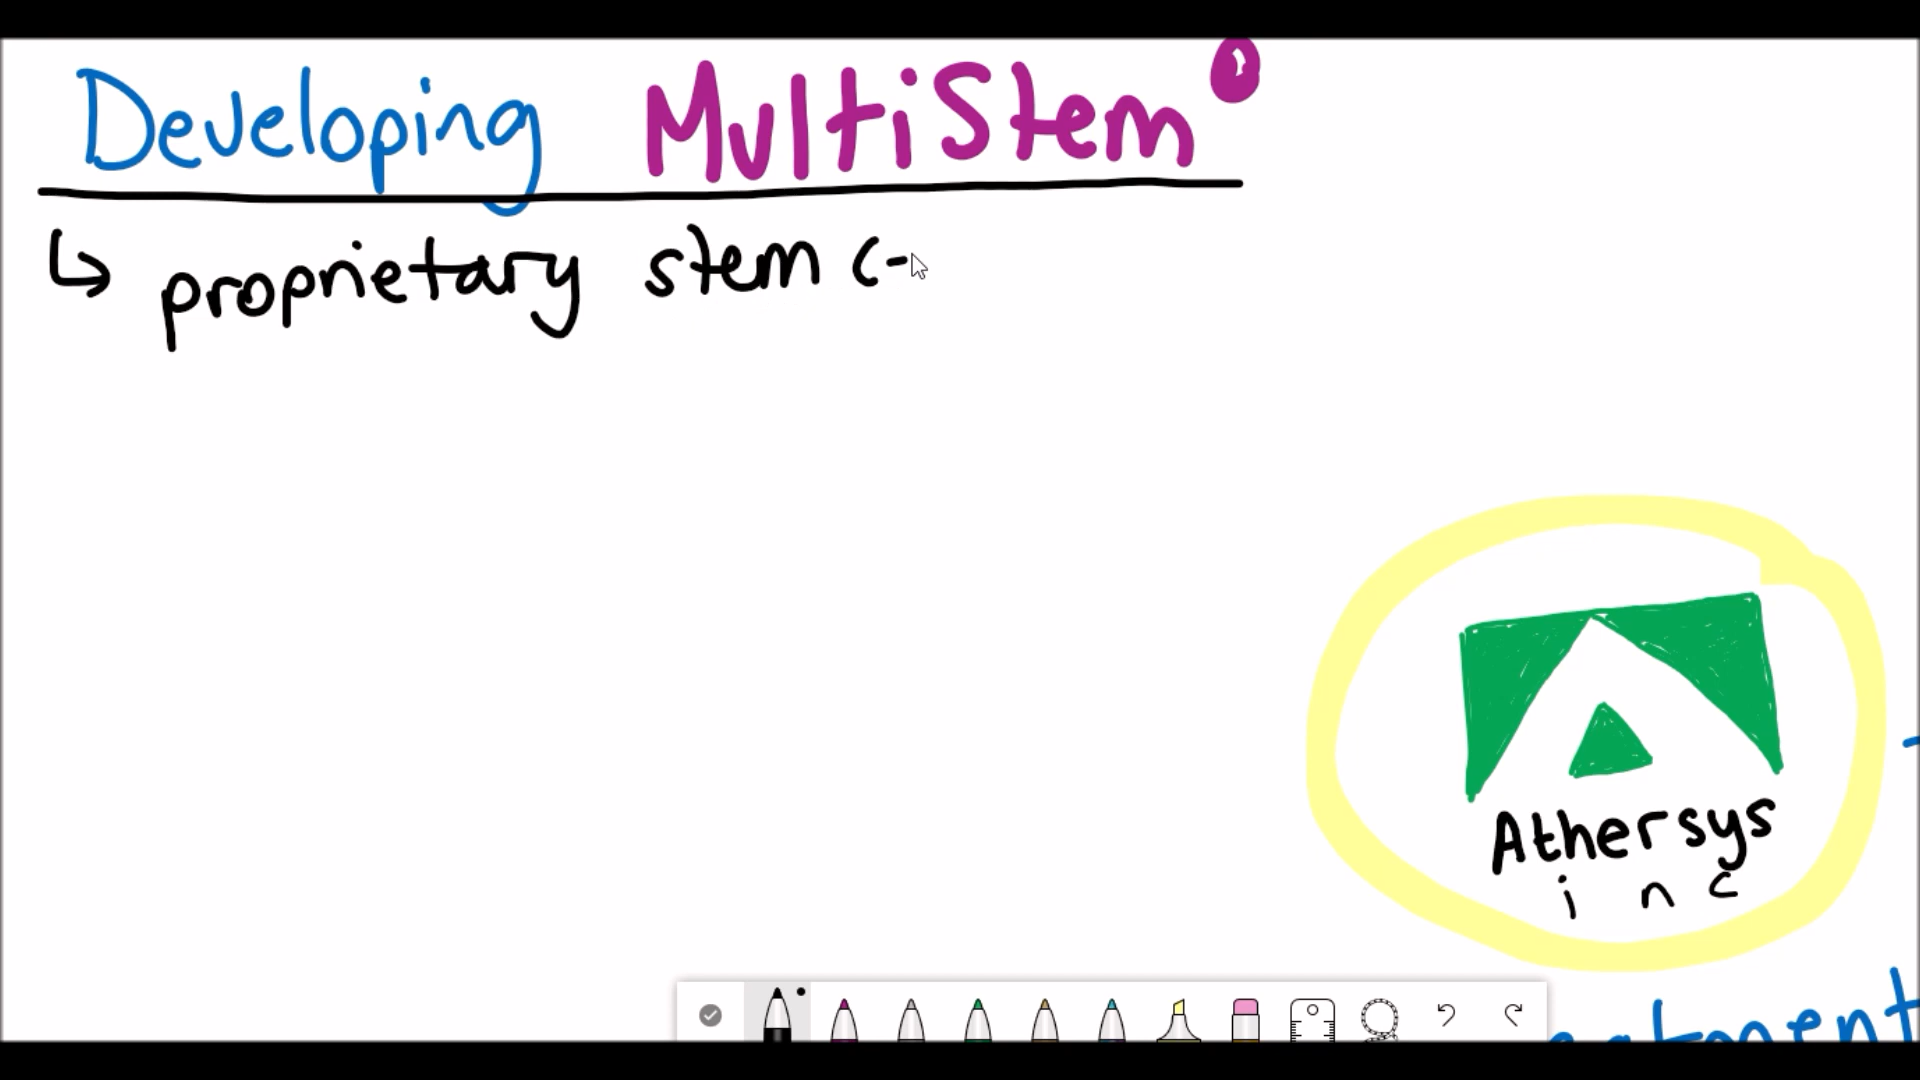 Developing MultiStem
↳ proprietary stem c-
Athersys
inc